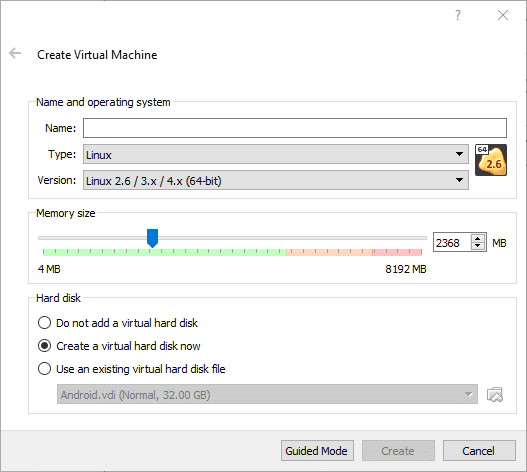 ?
Create Virtual Machine
Name and operating system
Name:
Type: Linux
64
2.6
Version: Linux 2.6 / 3.x / 4.x (64-bit)
Memory size
2368 MB
4 MB 8192 MB
Hard disk
Do not add a virtual hard disk
Create a virtual hard disk now
Use an existing virtual hard disk file
Android.vdi (Normal, 32.00 GB)
Guided Mode Create Cancel